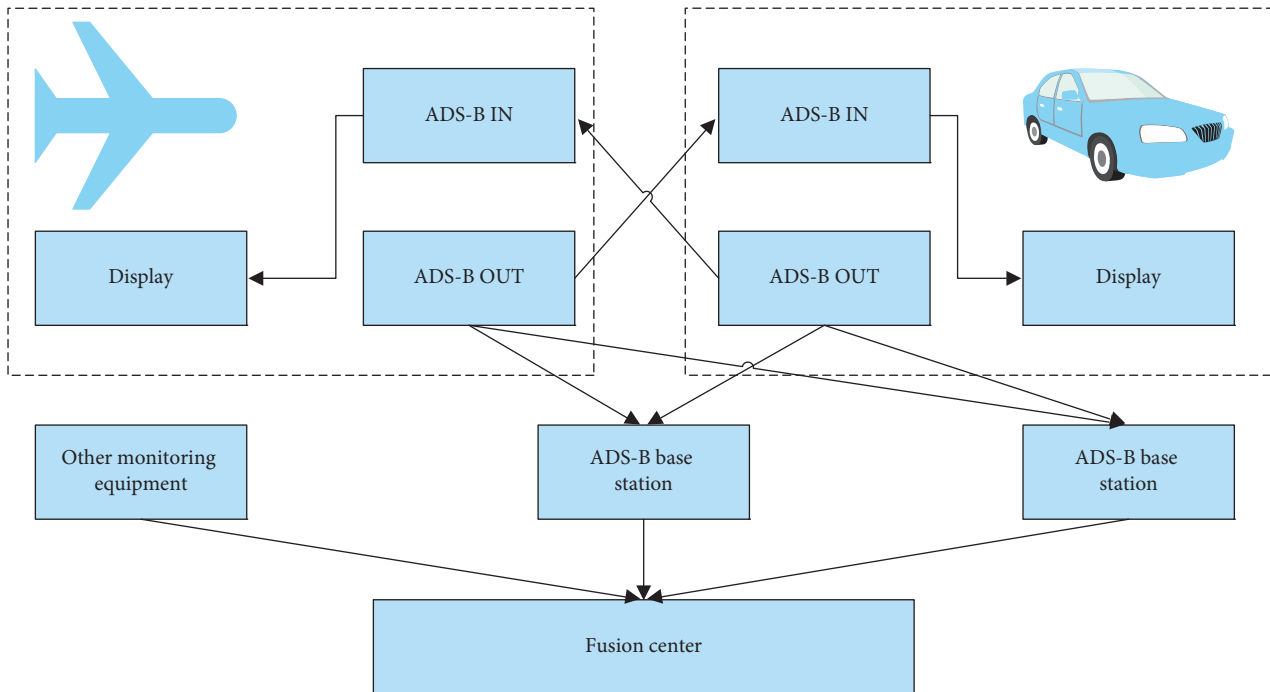 ADS-B IN
ADS-B IN
Display
ADS-B OUT
ADS-B OUT
Display
Other monitoring
equipment
ADS-B base
station
ADS-B base
station
Fusion center